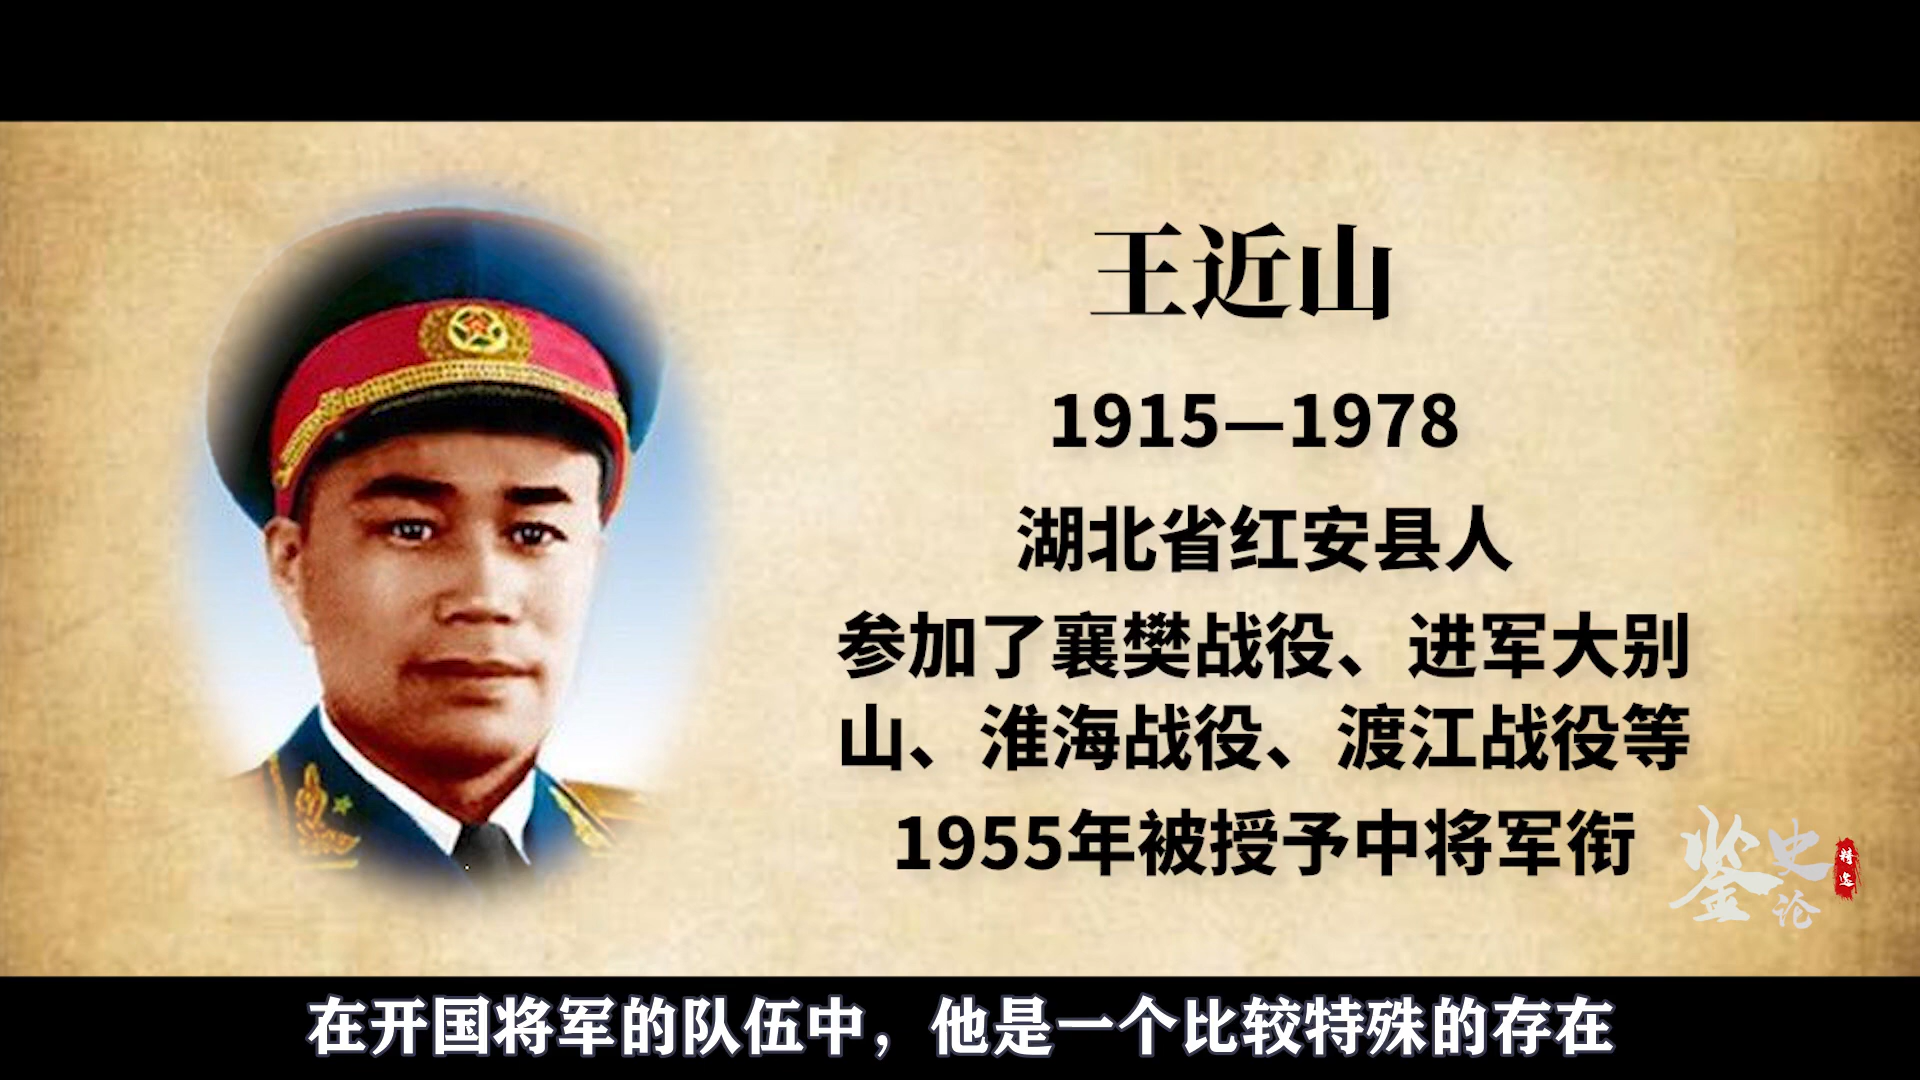 王近山
1915—1978
湖北省红安县人
参加了襄樊战役、进军大别
山、淮海战役、渡江战役等
1955年被授予中将军衔
鉴史论
精选
在开国将军的队伍中，他是一个比较特殊的存在